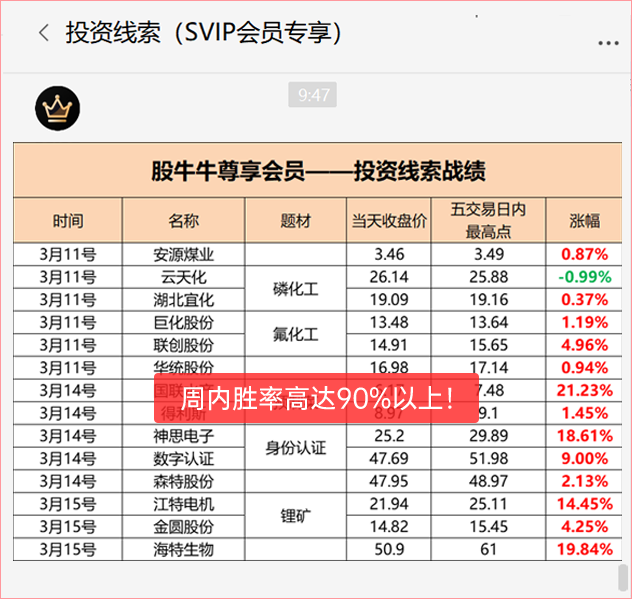 投资线索（SVIP会员专享）
9:47
股牛牛尊享会员——投资线索战绩
时间 名称 题材 当天收盘价 五交易日内最高点 涨幅
3月11号 安源煤业 3.46 3.49 0.87%
3月11号 云天化 磷化工 26.14 25.88 -0.99%
3月11号 湖北宜化 19.09 19.16 0.37%
3月11号 巨化股份 氟化工 13.48 13.64 1.19%
3月11号 联创股份 14.91 15.65 4.96%
3月11号 华统股份 16.98 17.14 0.94%
3月14号 7.48 21.23%
周内胜率高达90%以上！
3月14号 得利斯 8.97 9.1 1.45%
3月14号 神思电子 身份认证 25.2 29.89 18.61%
3月14号 数字认证 47.69 51.98 9.00%
3月14号 森特股份 47.95 48.97 2.13%
3月15号 江特电机 锂矿 21.94 25.11 14.45%
3月15号 金圆股份 14.82 15.45 4.25%
3月15号 海特生物 50.9 61 19.84%